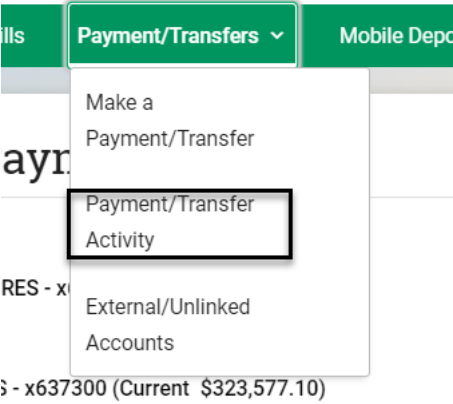 ills Payment/Transfers Mobile Depo
Make a
Payment/Transfer
ayn
Payment/Transfer
Activity
RES - x
External/Unlinked
Accounts
S - x637300 (Current $323,577.10)